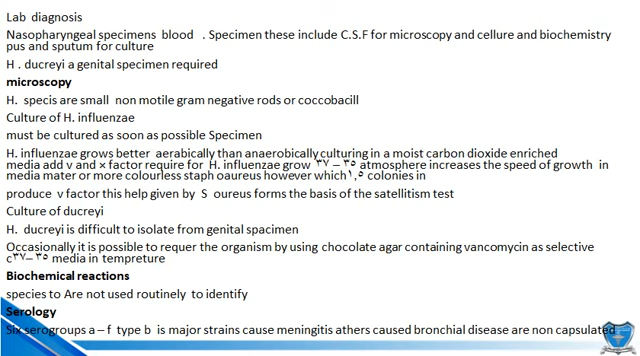 Lab diagnosis
Nasopharyngeal specimens blood . Specimen these include C.S.F for microscopy and cellure and biochemistry
pus and sputum for culture
H . ducreyi a genital specimen required
microscopy
H. specis are small non motile gram negative rods or coccobacill
Culture of H. influenzae
must be cultured as soon as possible Specimen
H. influenzae grows better aerabically than anaerobically culturing in a moist carbon dioxide enriched
media add v and × factor require for H. influenzae grow ٣٧ – ٣٥ atmosphere increases the speed of growth in
media mater or more colourless staph oaureus however which١,٥ colonies in
produce v factor this help given by S oureus forms the basis of the satellitism test
Culture of ducreyi
H. ducreyi is difficult to isolate from genital spacimen
Occasionally it is possible to requer the organism by using chocolate agar containing vancomycin as selective
c٣٧– ٣٥ media in tempreture
Biochemical reactions
species to Are not used routinely to identify
Serology
Six serogroups a – f type b is major strains cause meningitis athers caused bronchial disease are non capsulated